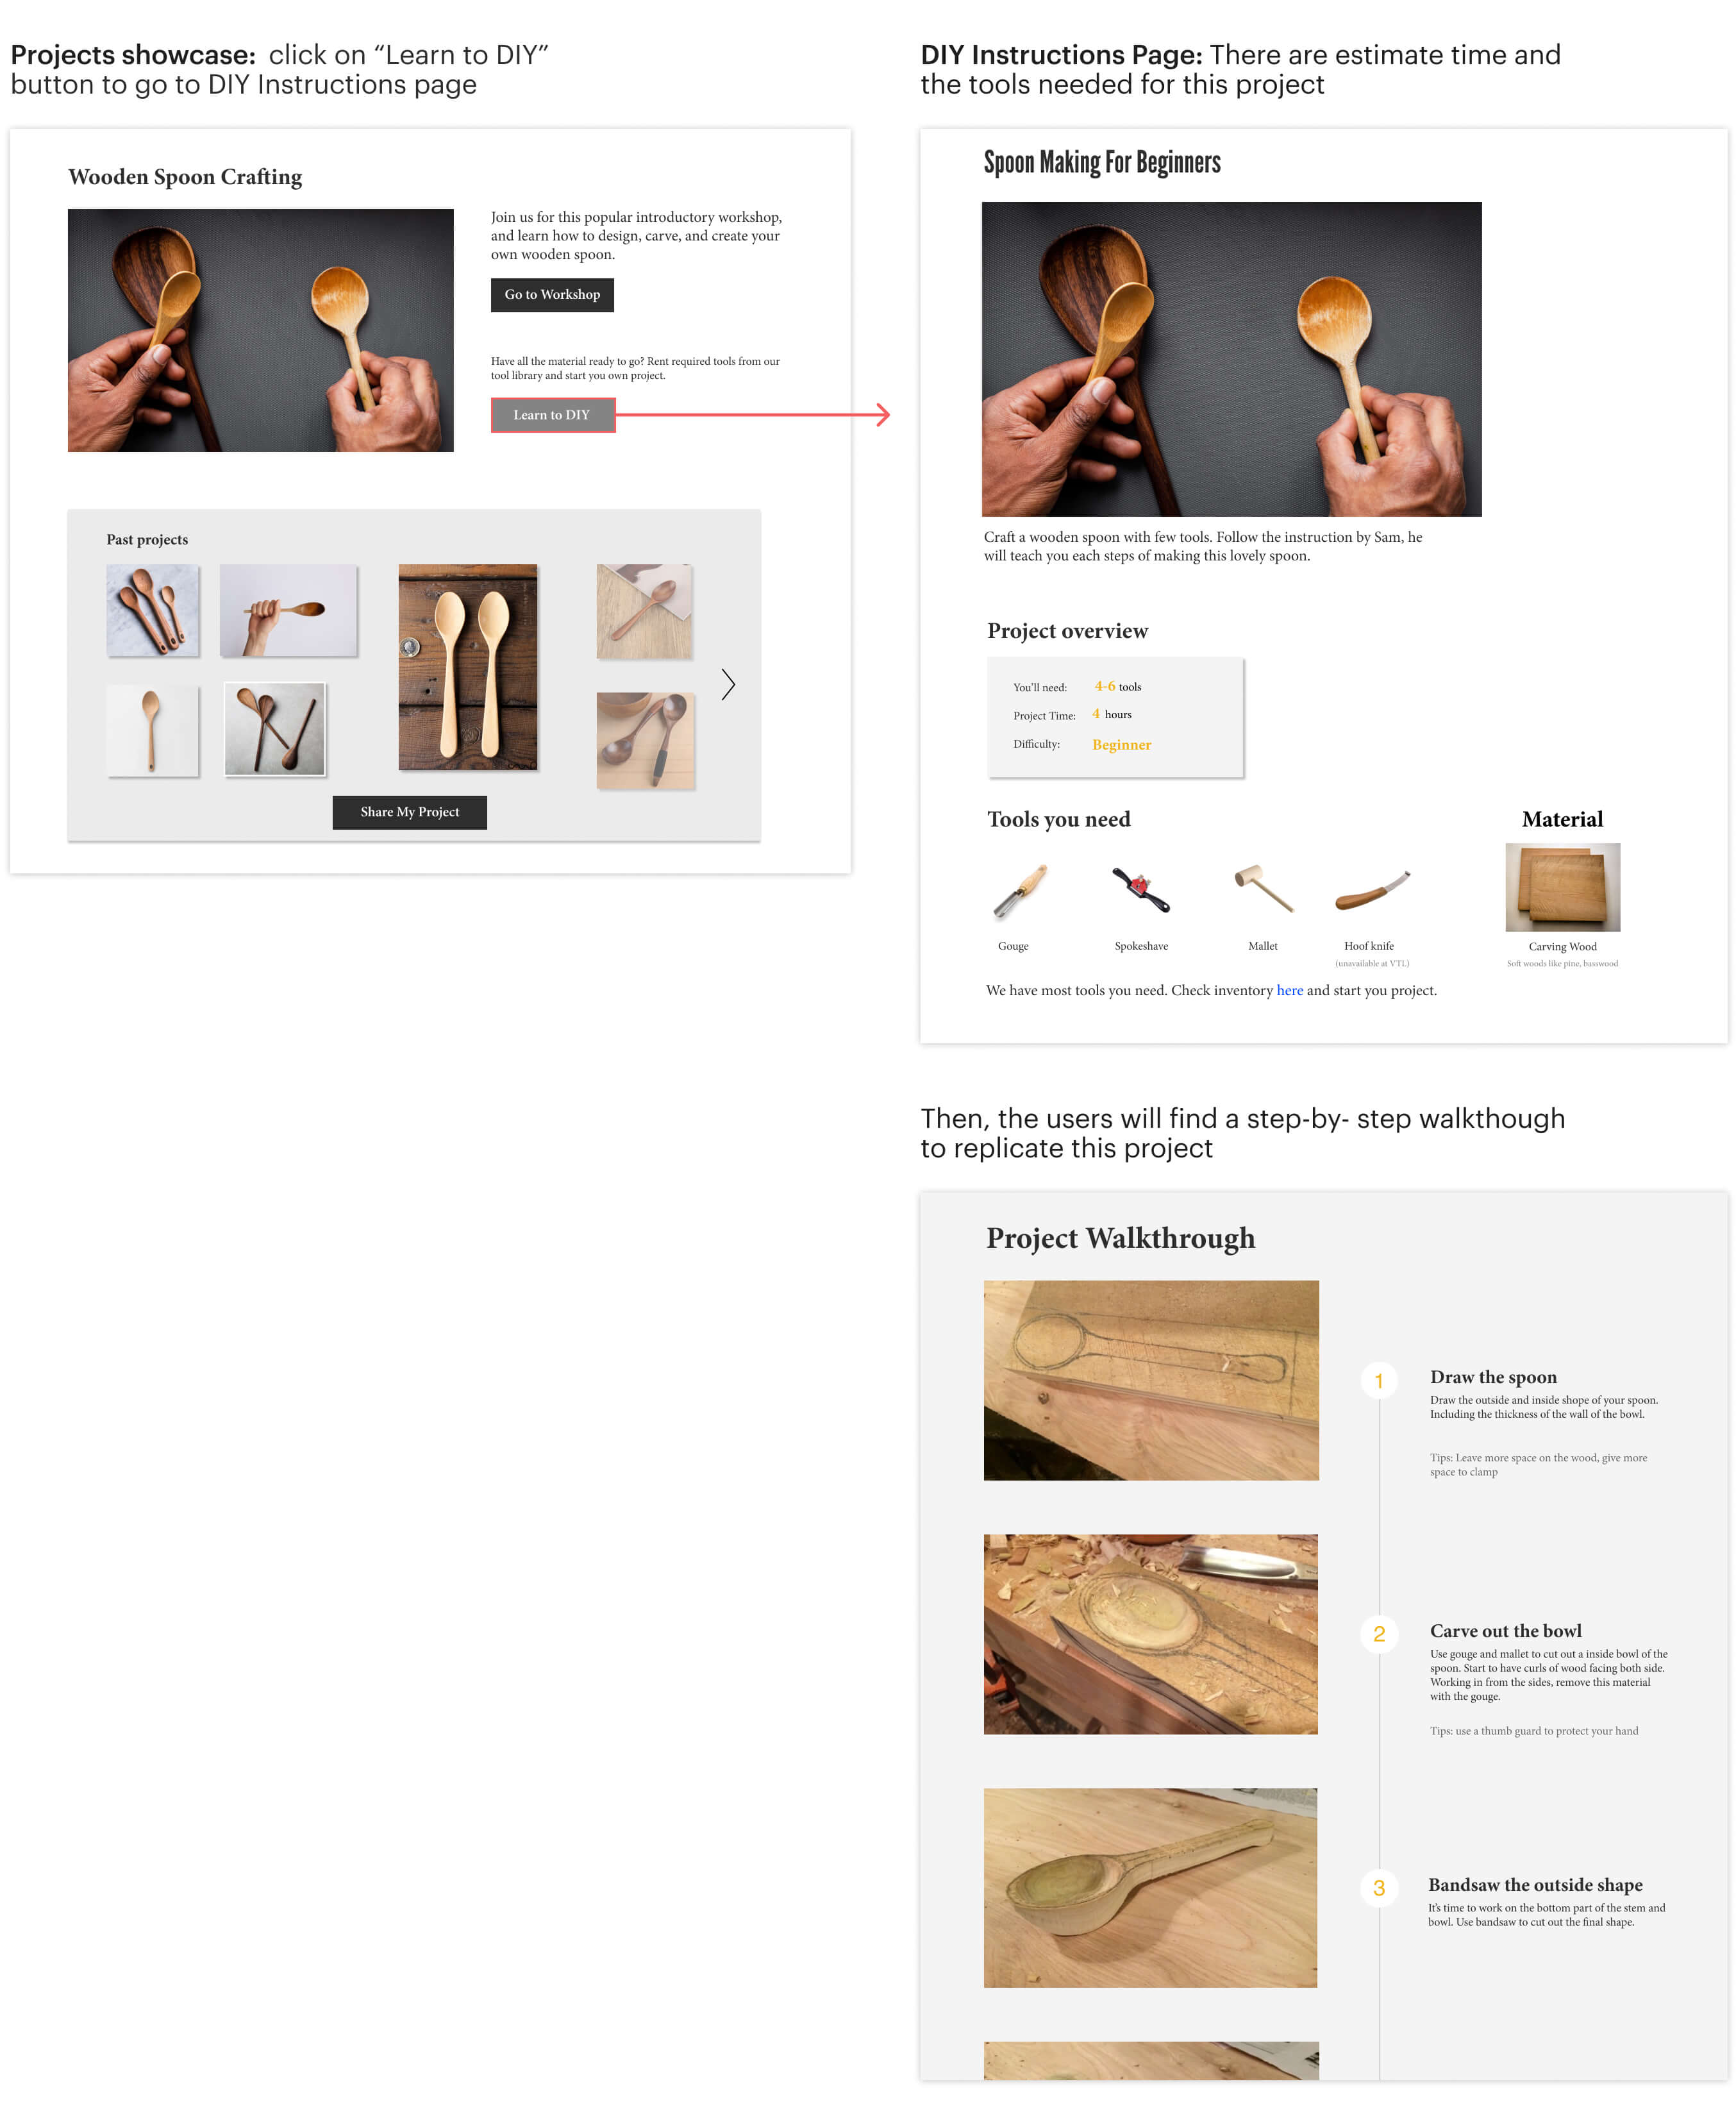 Projects showcase: click on “Learn to DIY”
button to go to DIY Instructions page
Wooden Spoon Crafting
Join us for this popular introductory workshop,
and learn how to design, carve, and create your
own wooden spoon.
Go to Workshop
Have all the material ready to go? Rent required tools from our
tool library and start you own project.
Learn to DIY
Past projects
Share My Project
DIY Instructions Page: There are estimate time and
the tools needed for this project
Spoon Making For Beginners
Craft a wooden spoon with few tools. Follow the instruction by Sam, he
will teach you each steps of making this lovely spoon.
Project overview
You'll need: 4-6 tools
Project Time: 4 hours
Difficulty: Beginner
Tools you need
Material
Gouge
Spokeshave
Mallet
Hoof knife
(unavailable at VTL)
Carving Wood
Soft woods like pine, basswood
We have most tools you need. Check inventory here and start you project.
Then, the users will find a step-by- step walkthough
to replicate this project
Project Walkthrough
1
Draw the spoon
Draw the outside and inside shope of your spoon.
Including the thickness of the wall of the bowl.
Tips: Leave more space on the wood, give more
space to clamp
2
Carve out the bowl
Use gouge and mallet to cut out a inside bowl of the
spoon. Start to have curls of wood facing both side.
Working in from the sides, remove this material
with the gouge.
Tips: use a thumb guard to protect your hand
3
Bandsaw the outside shape
It's time to work on the bottom part of the stem and
bowl. Use bandsaw to cut out the final shape.